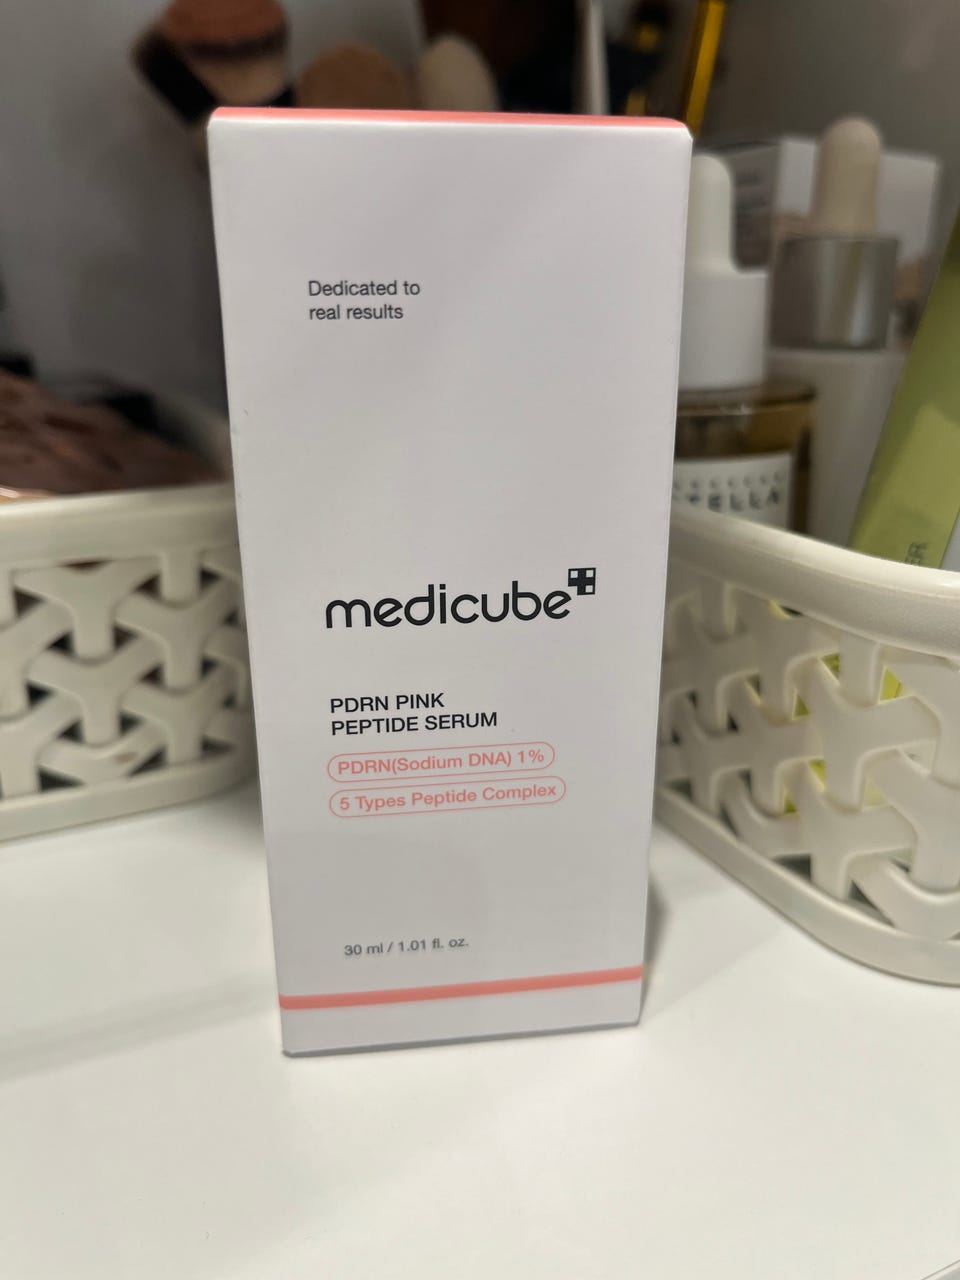 Dedicated to
real results
medicube
PDRN PINK
PEPTIDE SERUM
PDRN(Sodium DNA) 1%
5 Types Peptide Complex
30 ml / 1.01 fl. oz.